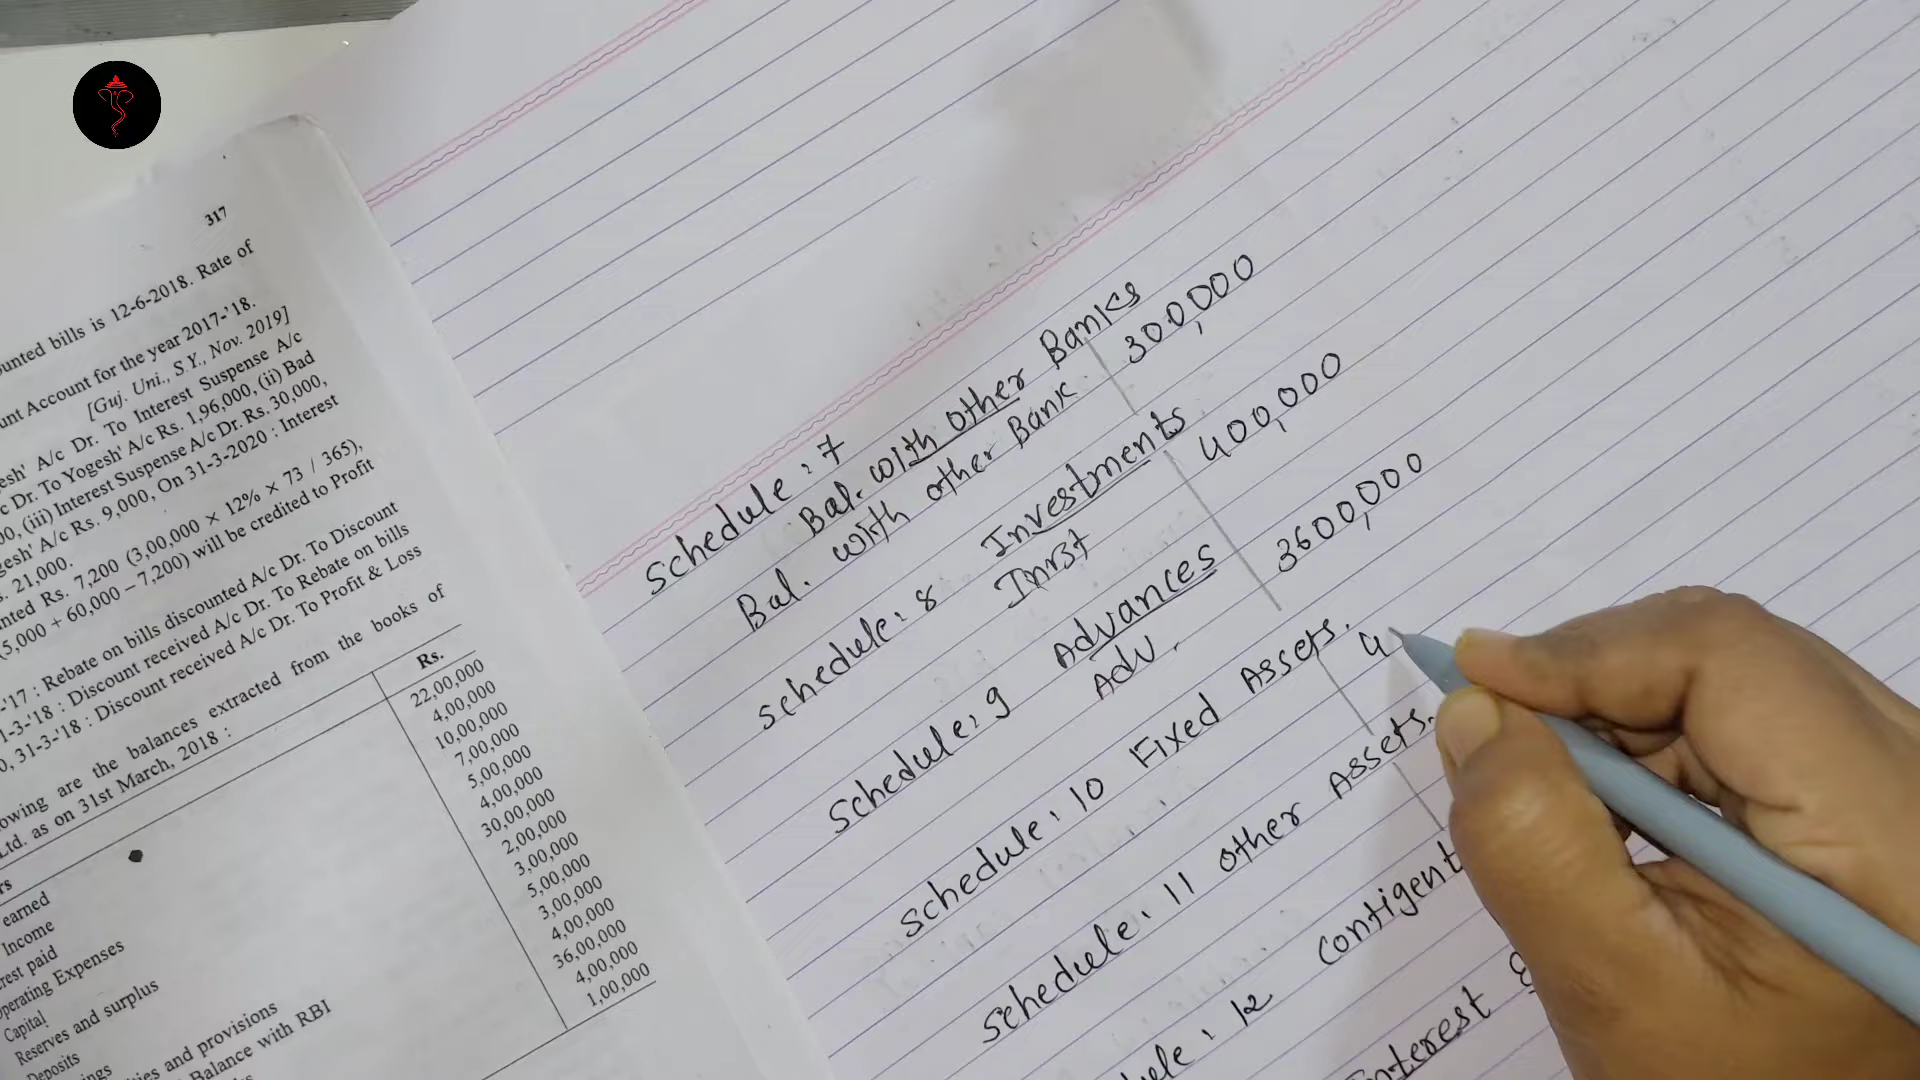 317
ounted bills is 12-6-2018. Rate of
unt Account for the year 2017-'18.
[Guj. Uni., S.Y., Nov. 2019]
esh' A/c Dr. To Interest Suspense A/c
c Dr. To Yogesh' A/c Rs. 1,96,000, (ii) Bad
00, (iii) Interest Suspense A/c Dr. Rs. 30,000,
gesh' A/c Rs. 9,000, On 31-3-2020 : Interest
s. 21,000.
nted Rs. 7,200 (3,00,000 × 12% × 73 / 365),
(5,000 + 60,000 – 7,200) will be credited to Profit
-'17 : Rebate on bills discounted A/c Dr. To Discount
1-3-'18 : Discount received A/c Dr. To Rebate on bills
0, 31-3-'18 : Discount received A/c Dr. To Profit & Loss
owing are the balances extracted from the books of
Ltd. as on 31st March, 2018 :
rs Rs.
earned 22,00,000
Income 4,00,000
rest paid 10,00,000
perating Expenses 7,00,000
Capital 5,00,000
Reserves and surplus 4,00,000
Deposits 30,00,000
ings 2,00,000
ities and provisions 3,00,000
Balance with RBI 5,00,000
3,00,000
4,00,000
36,00,000
4,00,000
1,00,000
Schedule : 7
Bal. with other Banks
Bal. with other Bank 300,000
Schedule : 8 Investments
Invst 400,000
Schedule : 9 Advances
Adv. 3600,000
Schedule : 10 Fixed Assets.
4
Schedule : 11 Other Assets.
ule : 12 Contigent
Interest &